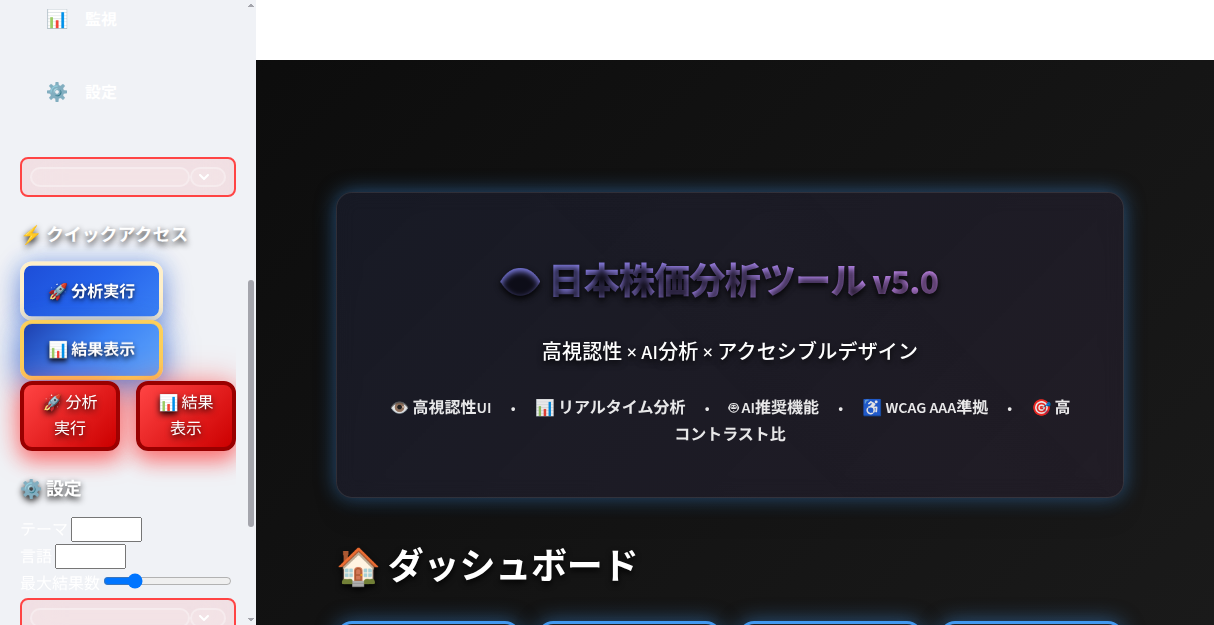 📊 監視
⚙️ 設定
⚡ クイックアクセス
🚀 分析実行
📊 結果表示
🚀 分析
実行
📊 結果
表示
⚙️ 設定
テーマ
言語
最大結果数
👁️ 日本株価分析ツール v5.0
高視認性 × AI分析 × アクセシブルデザイン
👁️ 高視認性UI • 📊 リアルタイム分析 • 🤖 AI推奨機能 • ♿ WCAG AAA準拠 • 🎯 高
コントラスト比
🏠 ダッシュボード